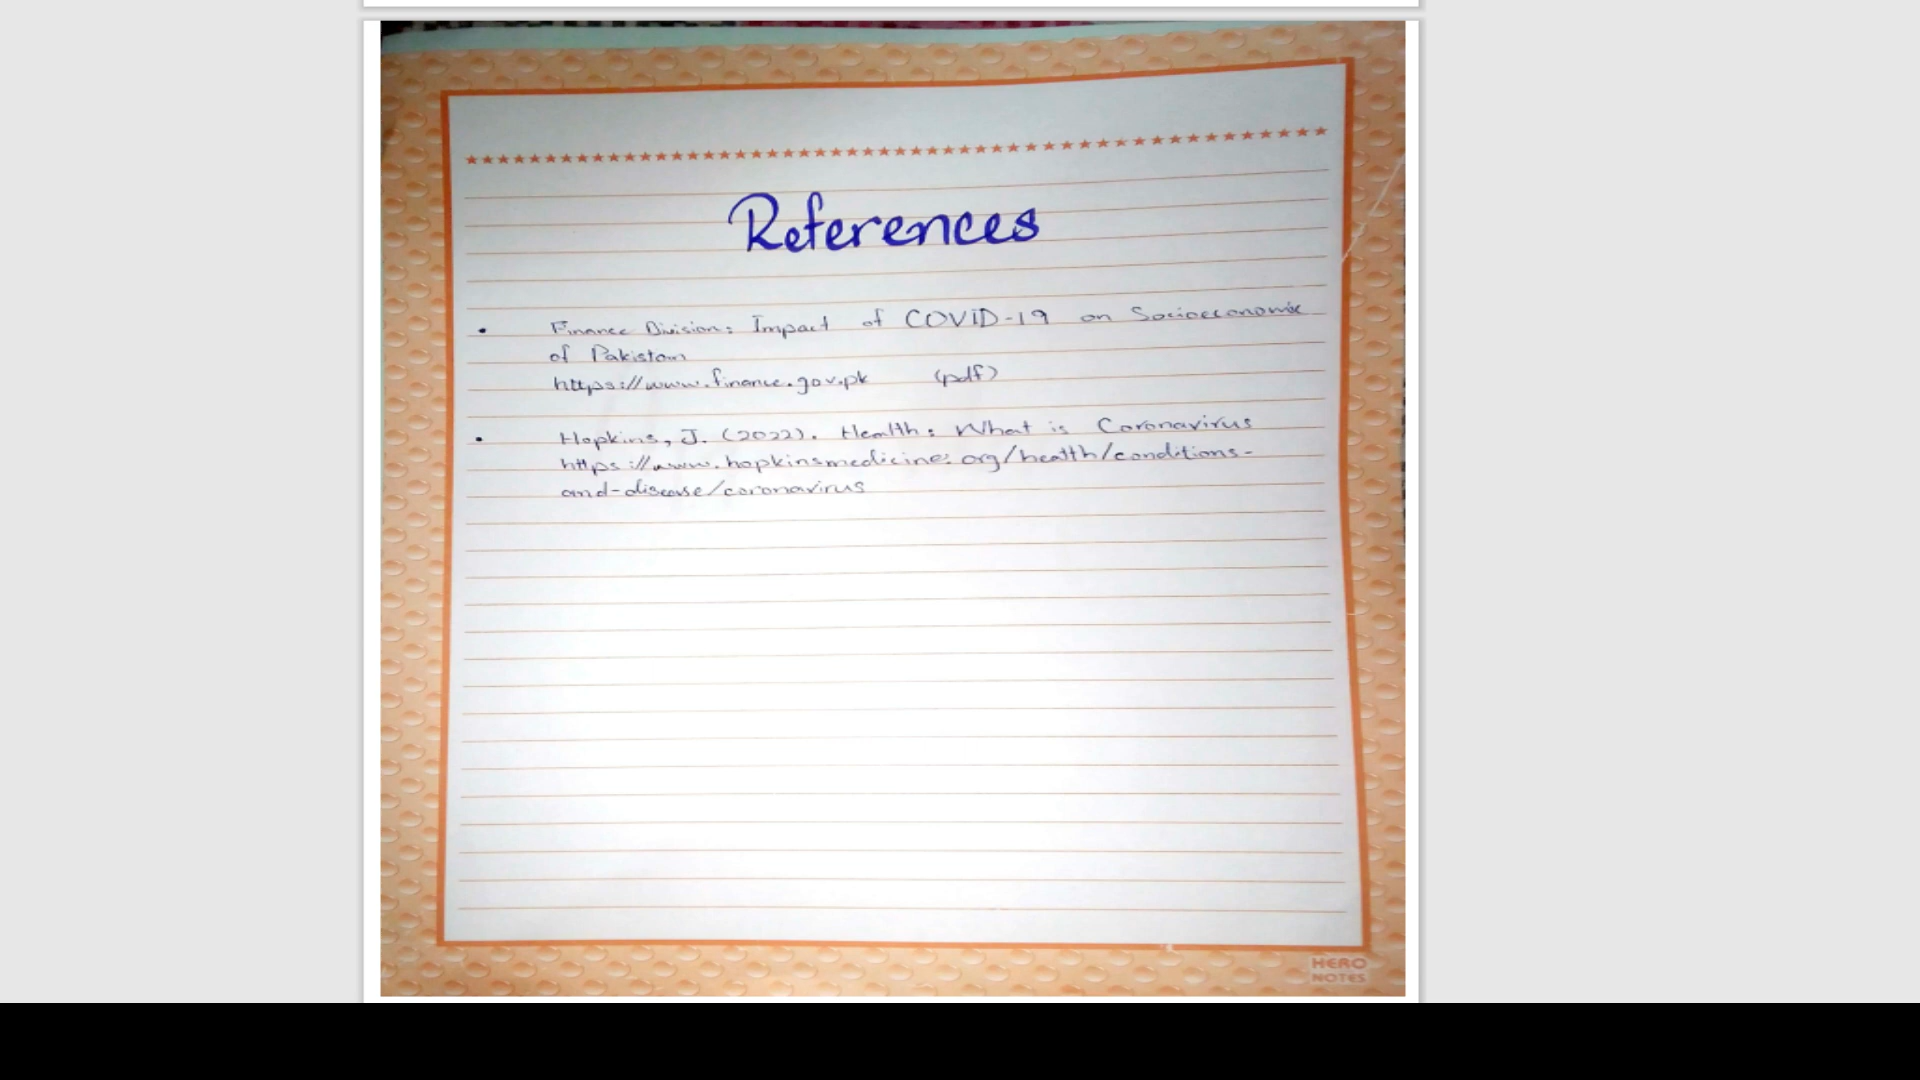 References
• Finance Division: Impact of COVID-19 on Socioeconomic
of Pakistan
https://www.finance.gov.pk (pdf)
• Hopkins, J. (2022). Health: What is Coronavirus
https://www.hopkinsmedicine.org/health/conditions-
and-disease/coronavirus
HERO
NOTES